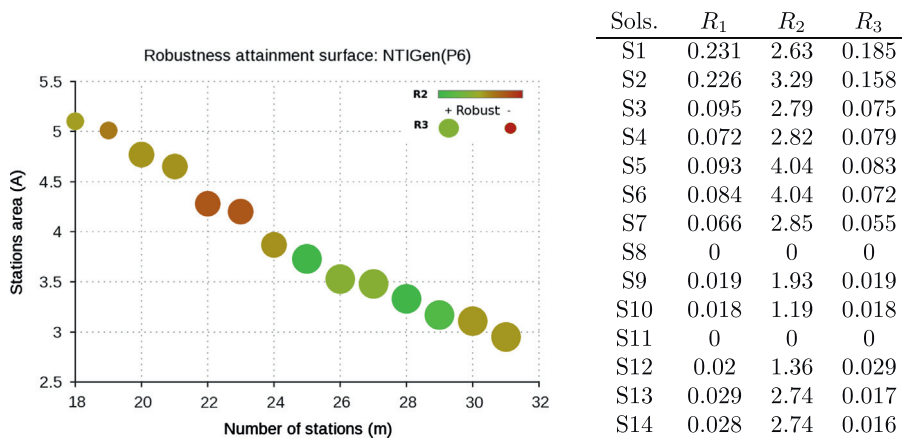 Robustness attainment surface: NTIGen(P6)
5.5
5
4.5
4
3.5
3
2.5
Stations area (A)
R2
+ Robust -
R3
18 20 22 24 26 28 30 32
Number of stations (m)
Sols. R1 R2 R3
S1 0.231 2.63 0.185
S2 0.226 3.29 0.158
S3 0.095 2.79 0.075
S4 0.072 2.82 0.079
S5 0.093 4.04 0.083
S6 0.084 4.04 0.072
S7 0.066 2.85 0.055
S8 0 0 0
S9 0.019 1.93 0.019
S10 0.018 1.19 0.018
S11 0 0 0
S12 0.02 1.36 0.029
S13 0.029 2.74 0.017
S14 0.028 2.74 0.016